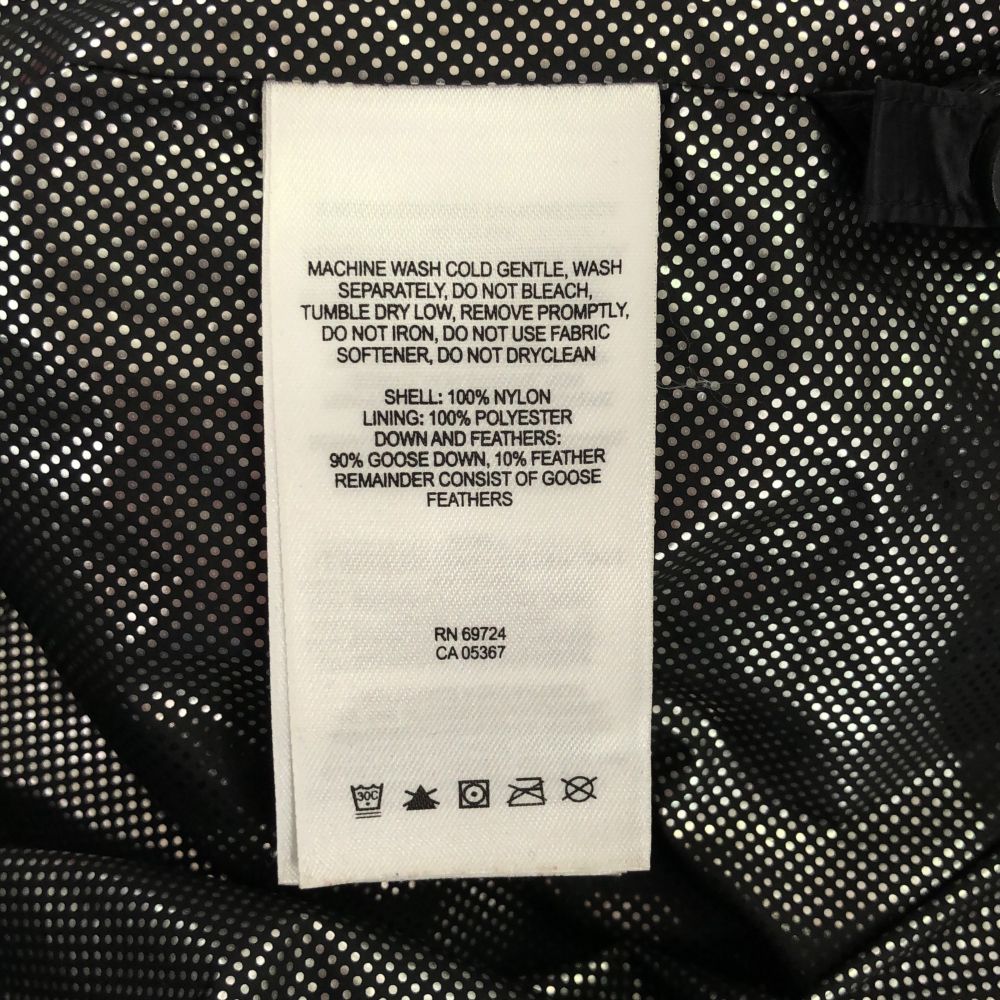 MACHINE WASH COLD GENTLE, WASH
SEPARATELY, DO NOT BLEACH,
TUMBLE DRY LOW, REMOVE PROMPTLY,
DO NOT IRON, DO NOT USE FABRIC
SOFTENER, DO NOT DRYCLEAN
SHELL: 100% NYLON
LINING: 100% POLYESTER
DOWN AND FEATHERS:
90% GOOSE DOWN, 10% FEATHER
REMAINDER CONSIST OF GOOSE
FEATHERS
RN 69724
CA 05367
30C